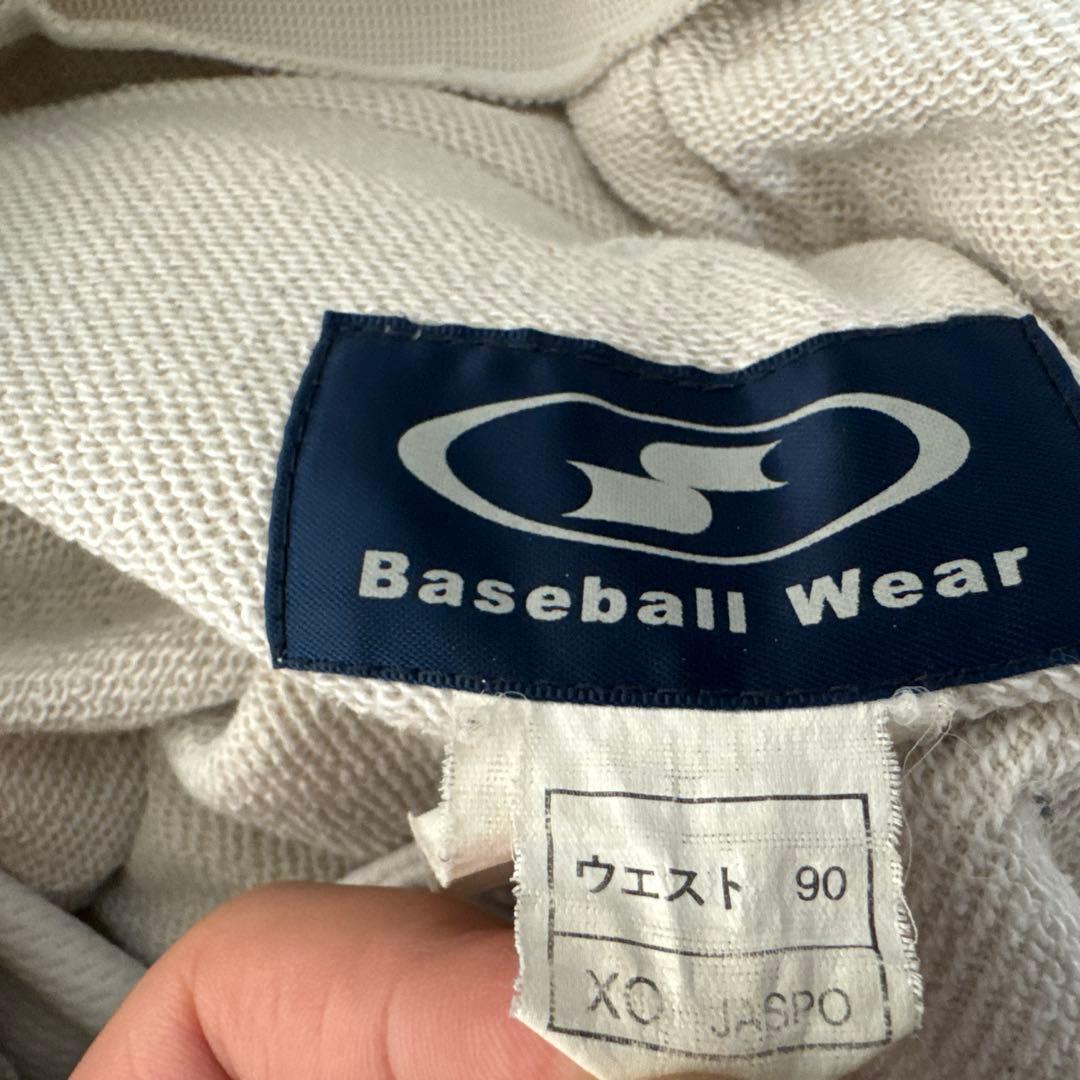 Baseball Wear
ウエスト 90
XO JASPO